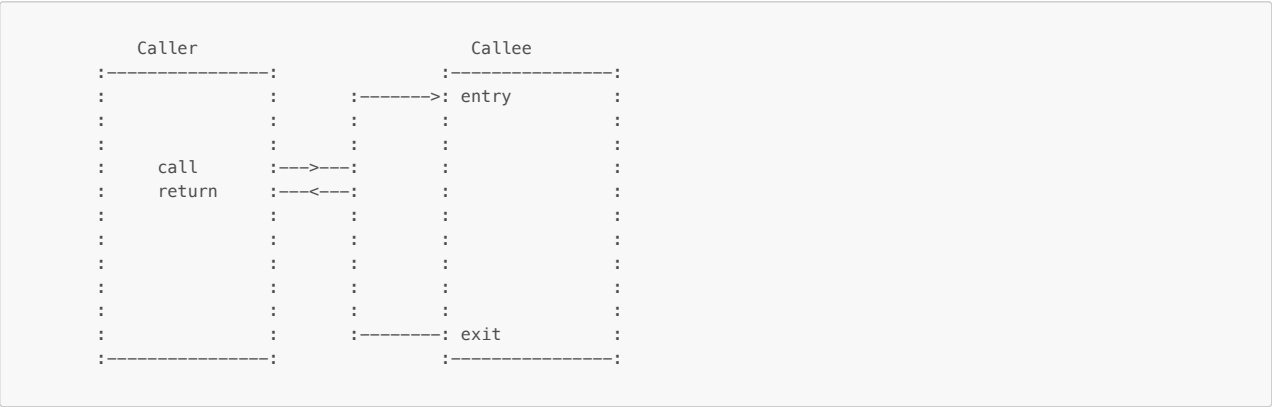 Caller Callee
:----------------: :----------------:
: : :------->: entry :
: : : : :
: : : : :
: call :--->---: : :
: return :---<---: : :
: : : : :
: : : : :
: : : : :
: : : : :
: : : : :
: : :--------: exit :
:----------------: :----------------: